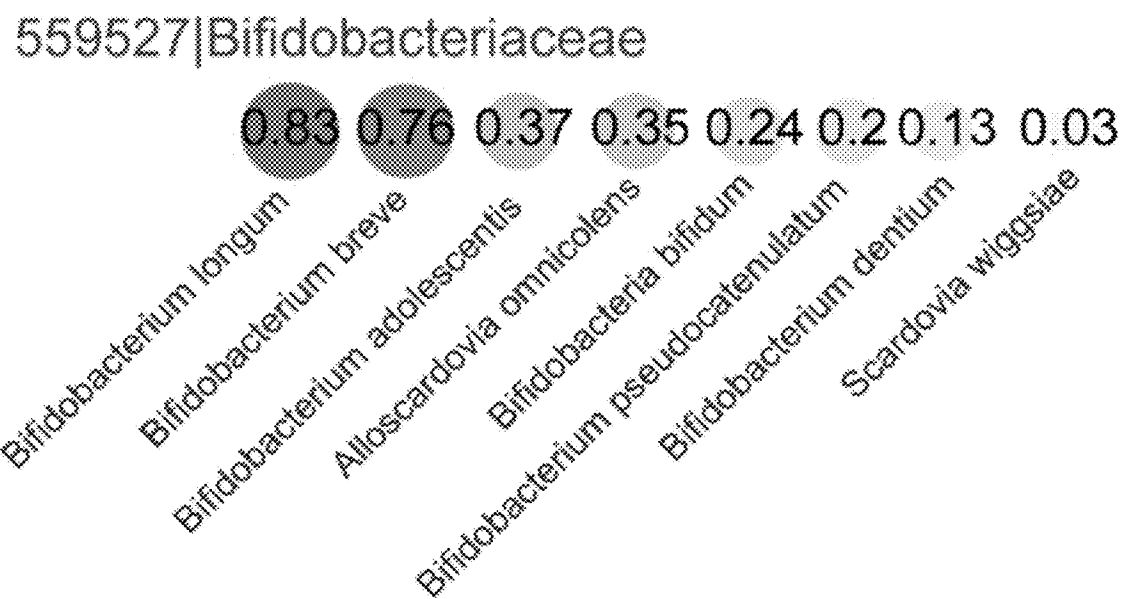 559527|Bifidobacteriaceae
0.83 0.76 0.37 0.35 0.24 0.2 0.13 0.03
Bifidobacterium longum
Bifidobacterium breve
Bifidobacterium adolescentis
Alloscardovia omnicolens
Bifidobacteria bifidum
Bifidobacterium pseudocatenulatum
Bifidobacterium dentium
Scardovia wiggsiae